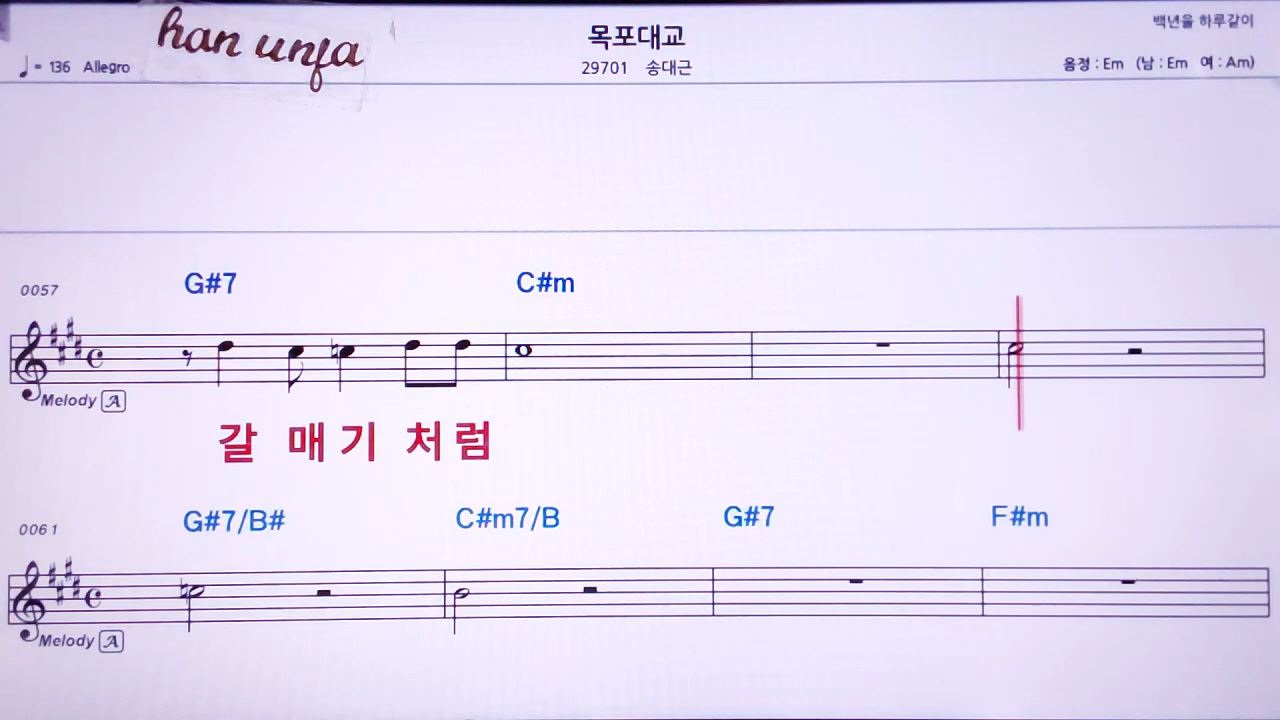 han unja
목포대교
백년을 하루같이
♩ = 136 Allegro
29701 송대근
음정 : Em (남 : Em 여 : Am)
0057
G#7 C#m
Melody A
갈 매 기 처 럼
0061
G#7/B# C#m7/B G#7 F#m
Melody A